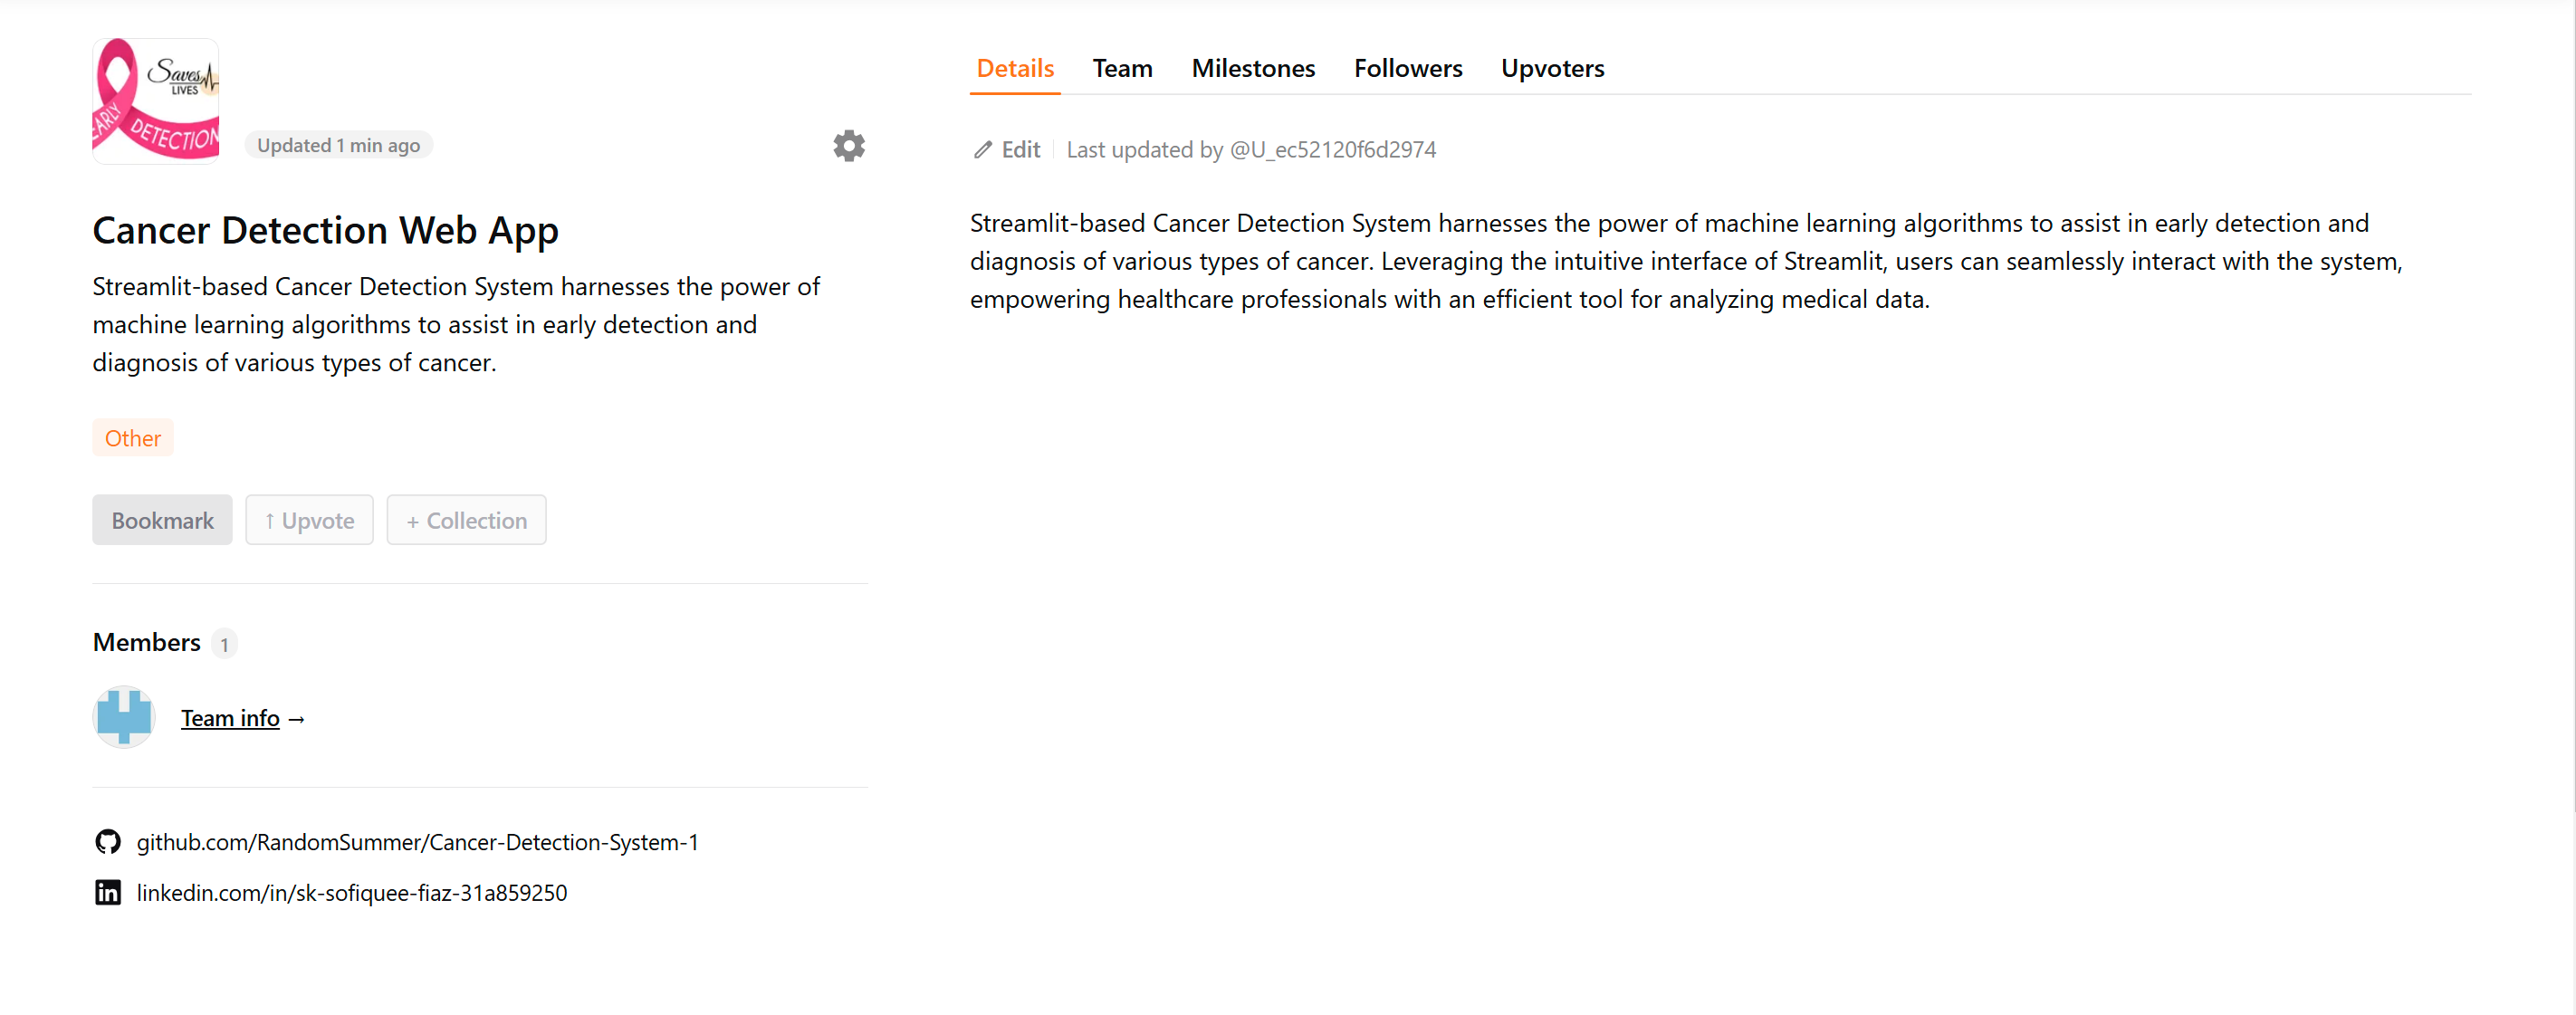 Saves
LIVES
EARLY
DETECTION
Updated 1 min ago
Cancer Detection Web App
Streamlit-based Cancer Detection System harnesses the power of
machine learning algorithms to assist in early detection and
diagnosis of various types of cancer.
Other
Bookmark
↑ Upvote
+ Collection
Members 1
Team info →
github.com/RandomSummer/Cancer-Detection-System-1
linkedin.com/in/sk-sofiquee-fiaz-31a859250
Details Team Milestones Followers Upvoters
Edit Last updated by @U_ec52120f6d2974
Streamlit-based Cancer Detection System harnesses the power of machine learning algorithms to assist in early detection and
diagnosis of various types of cancer. Leveraging the intuitive interface of Streamlit, users can seamlessly interact with the system,
empowering healthcare professionals with an efficient tool for analyzing medical data.